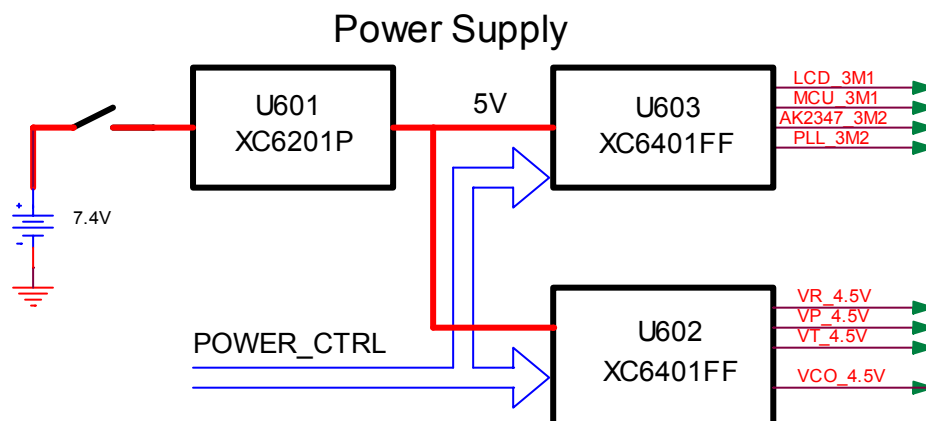 Power Supply
U601
XC6201P
5V
U603
XC6401FF
LCD_3M1
MCU_3M1
AK2347_3M2
PLL_3M2
+
-
7.4V
POWER_CTRL
U602
XC6401FF
VR_4.5V
VP_4.5V
VT_4.5V
VCO_4.5V